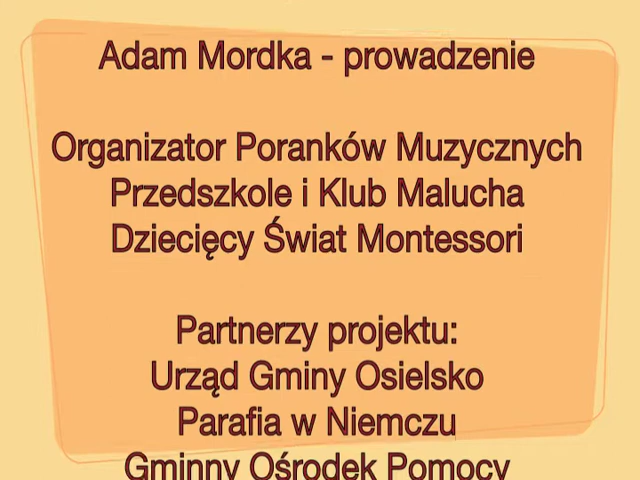 Adam Mordka - prowadzenie
Organizator Poranków Muzycznych
Przedszkole i Klub Malucha
Dziecięcy Świat Montessori
Partnerzy projektu:
Urząd Gminy Osielsko
Parafia w Niemczu
Gminny Ośrodek Pomocy